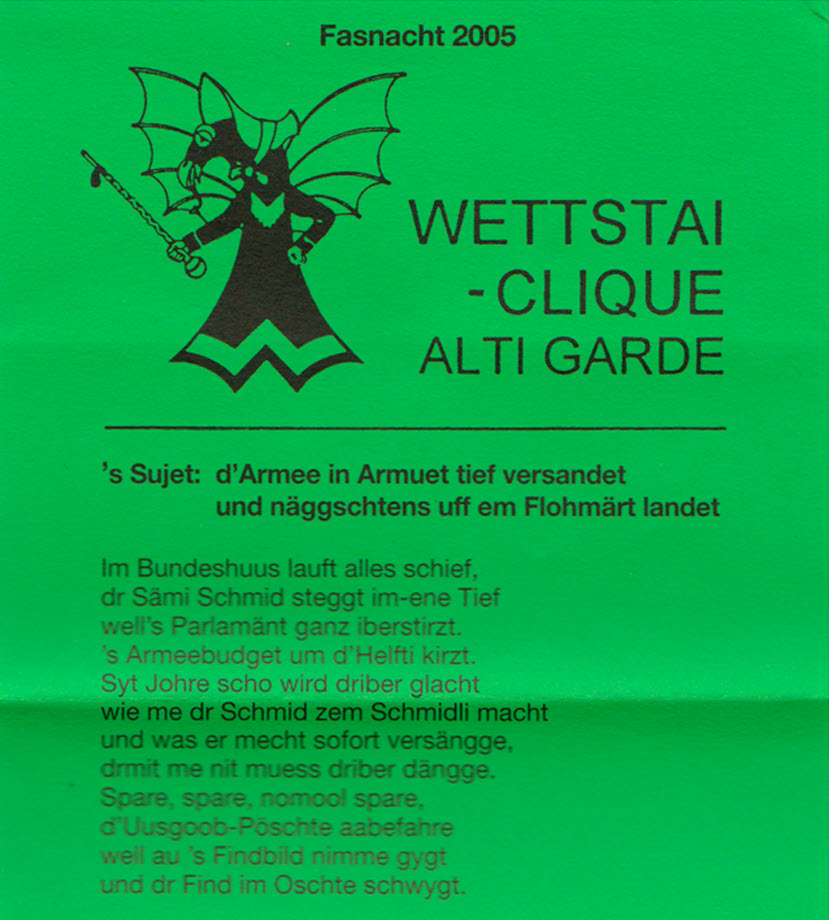 Fasnacht 2005
WETTSTAI
-CLIQUE
ALTI GARDE
's Sujet: d'Armee in Armuet tief versandet
und näggschtens uff em Flohmärt landet
Im Bundeshuus lauft alles schief,
dr Sämi Schmid steggt im-ene Tief
well's Parlamänt ganz iberstirzt.
's Armeebudget um d'Helfti kirzt.
Syt Johre scho wird driber glacht
wie me dr Schmid zem Schmidli macht
und was er mecht sofort versängge,
drmit me nit muess driber dängge.
Spare, spare, nomool spare,
d'Uusgoob-Pöschte aabefahre
well au 's Findbild nimme gygt
und dr Find im Oschte schwygt.